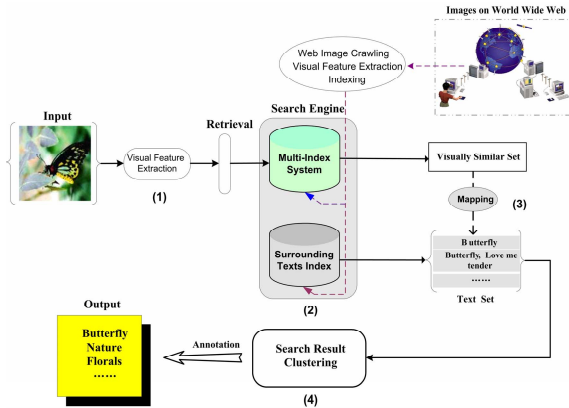 Images on World Wide Web
Web Image Crawling
Visual Feature Extraction
Indexing
Search Engine
Input
Retrieval
Visual Feature
Extraction
(1)
Multi-Index
System
Visually Similar Set
Mapping
(3)
Surrounding
Texts Index
Butterfly
Butterfly, Love me
tender
……
Text Set
(2)
Output
Butterfly
Nature
Florals
……
Annotation
Search Result
Clustering
(4)